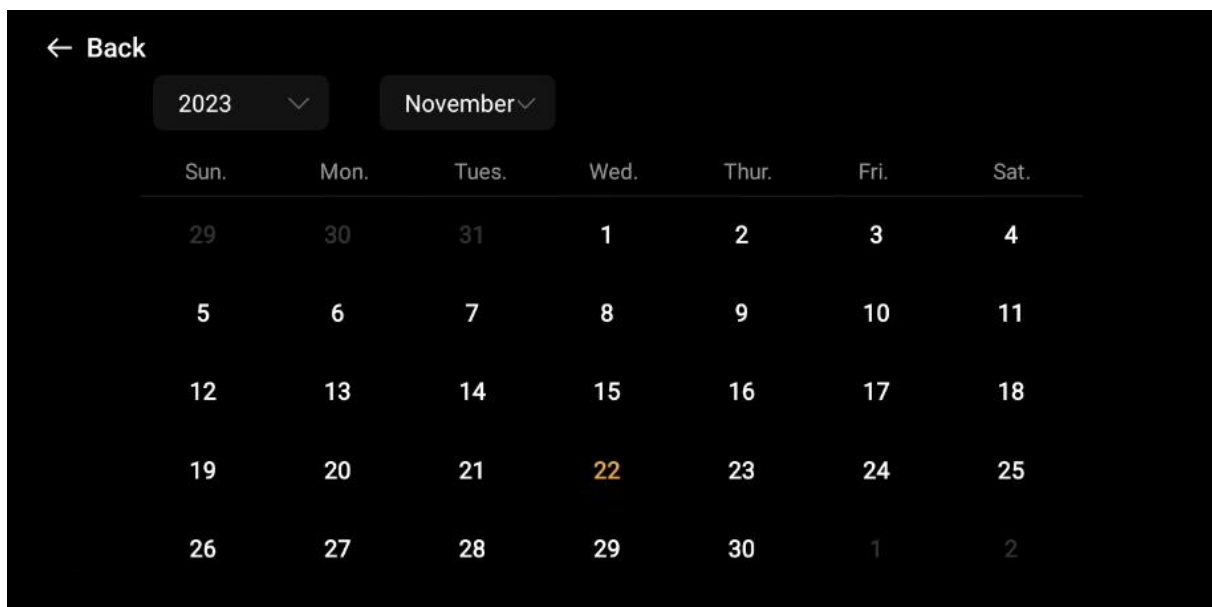 ← Back
2023 November
Sun. Mon. Tues. Wed. Thur. Fri. Sat.
29 30 31 1 2 3 4
5 6 7 8 9 10 11
12 13 14 15 16 17 18
19 20 21 22 23 24 25
26 27 28 29 30 1 2